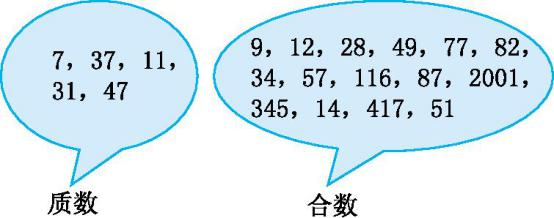 7, 37, 11,
31, 47
质数
9, 12, 28, 49, 77, 82,
34, 57, 116, 87, 2001,
345, 14, 417, 51
合数